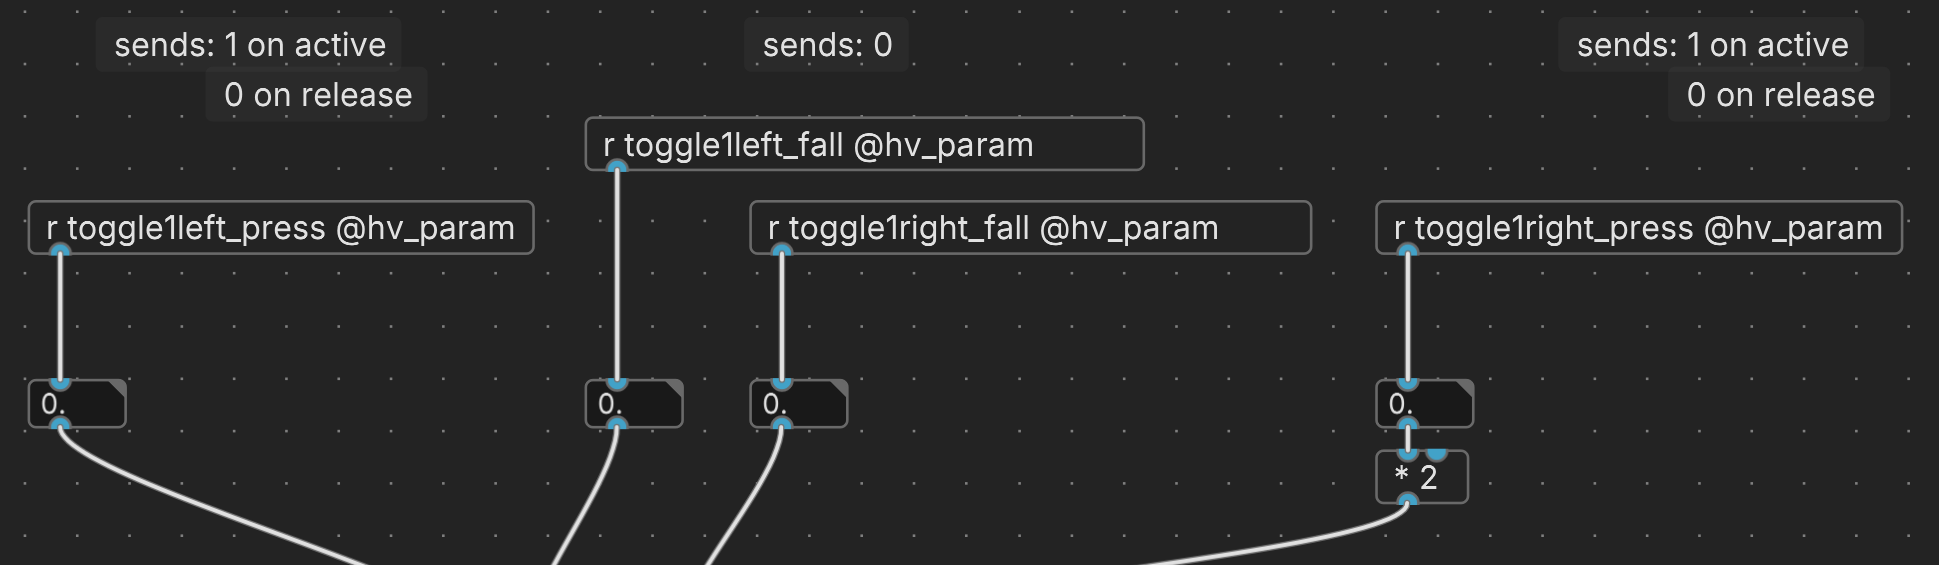 sends: 1 on active
0 on release
sends: 0
sends: 1 on active
0 on release
r toggle1left_fall @hv_param
r toggle1left_press @hv_param
r toggle1right_fall @hv_param
r toggle1right_press @hv_param
0.
0.
0.
0.
* 2